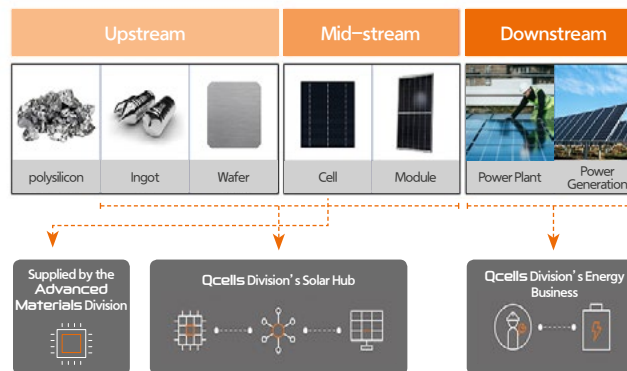 Upstream
Mid-stream
Downstream
polysilicon
Ingot
Wafer
Cell
Module
Power Plant
Power
Generation
Supplied by the
Advanced
Materials Division
Qcells Division's Solar Hub
Qcells Division's Energy
Business